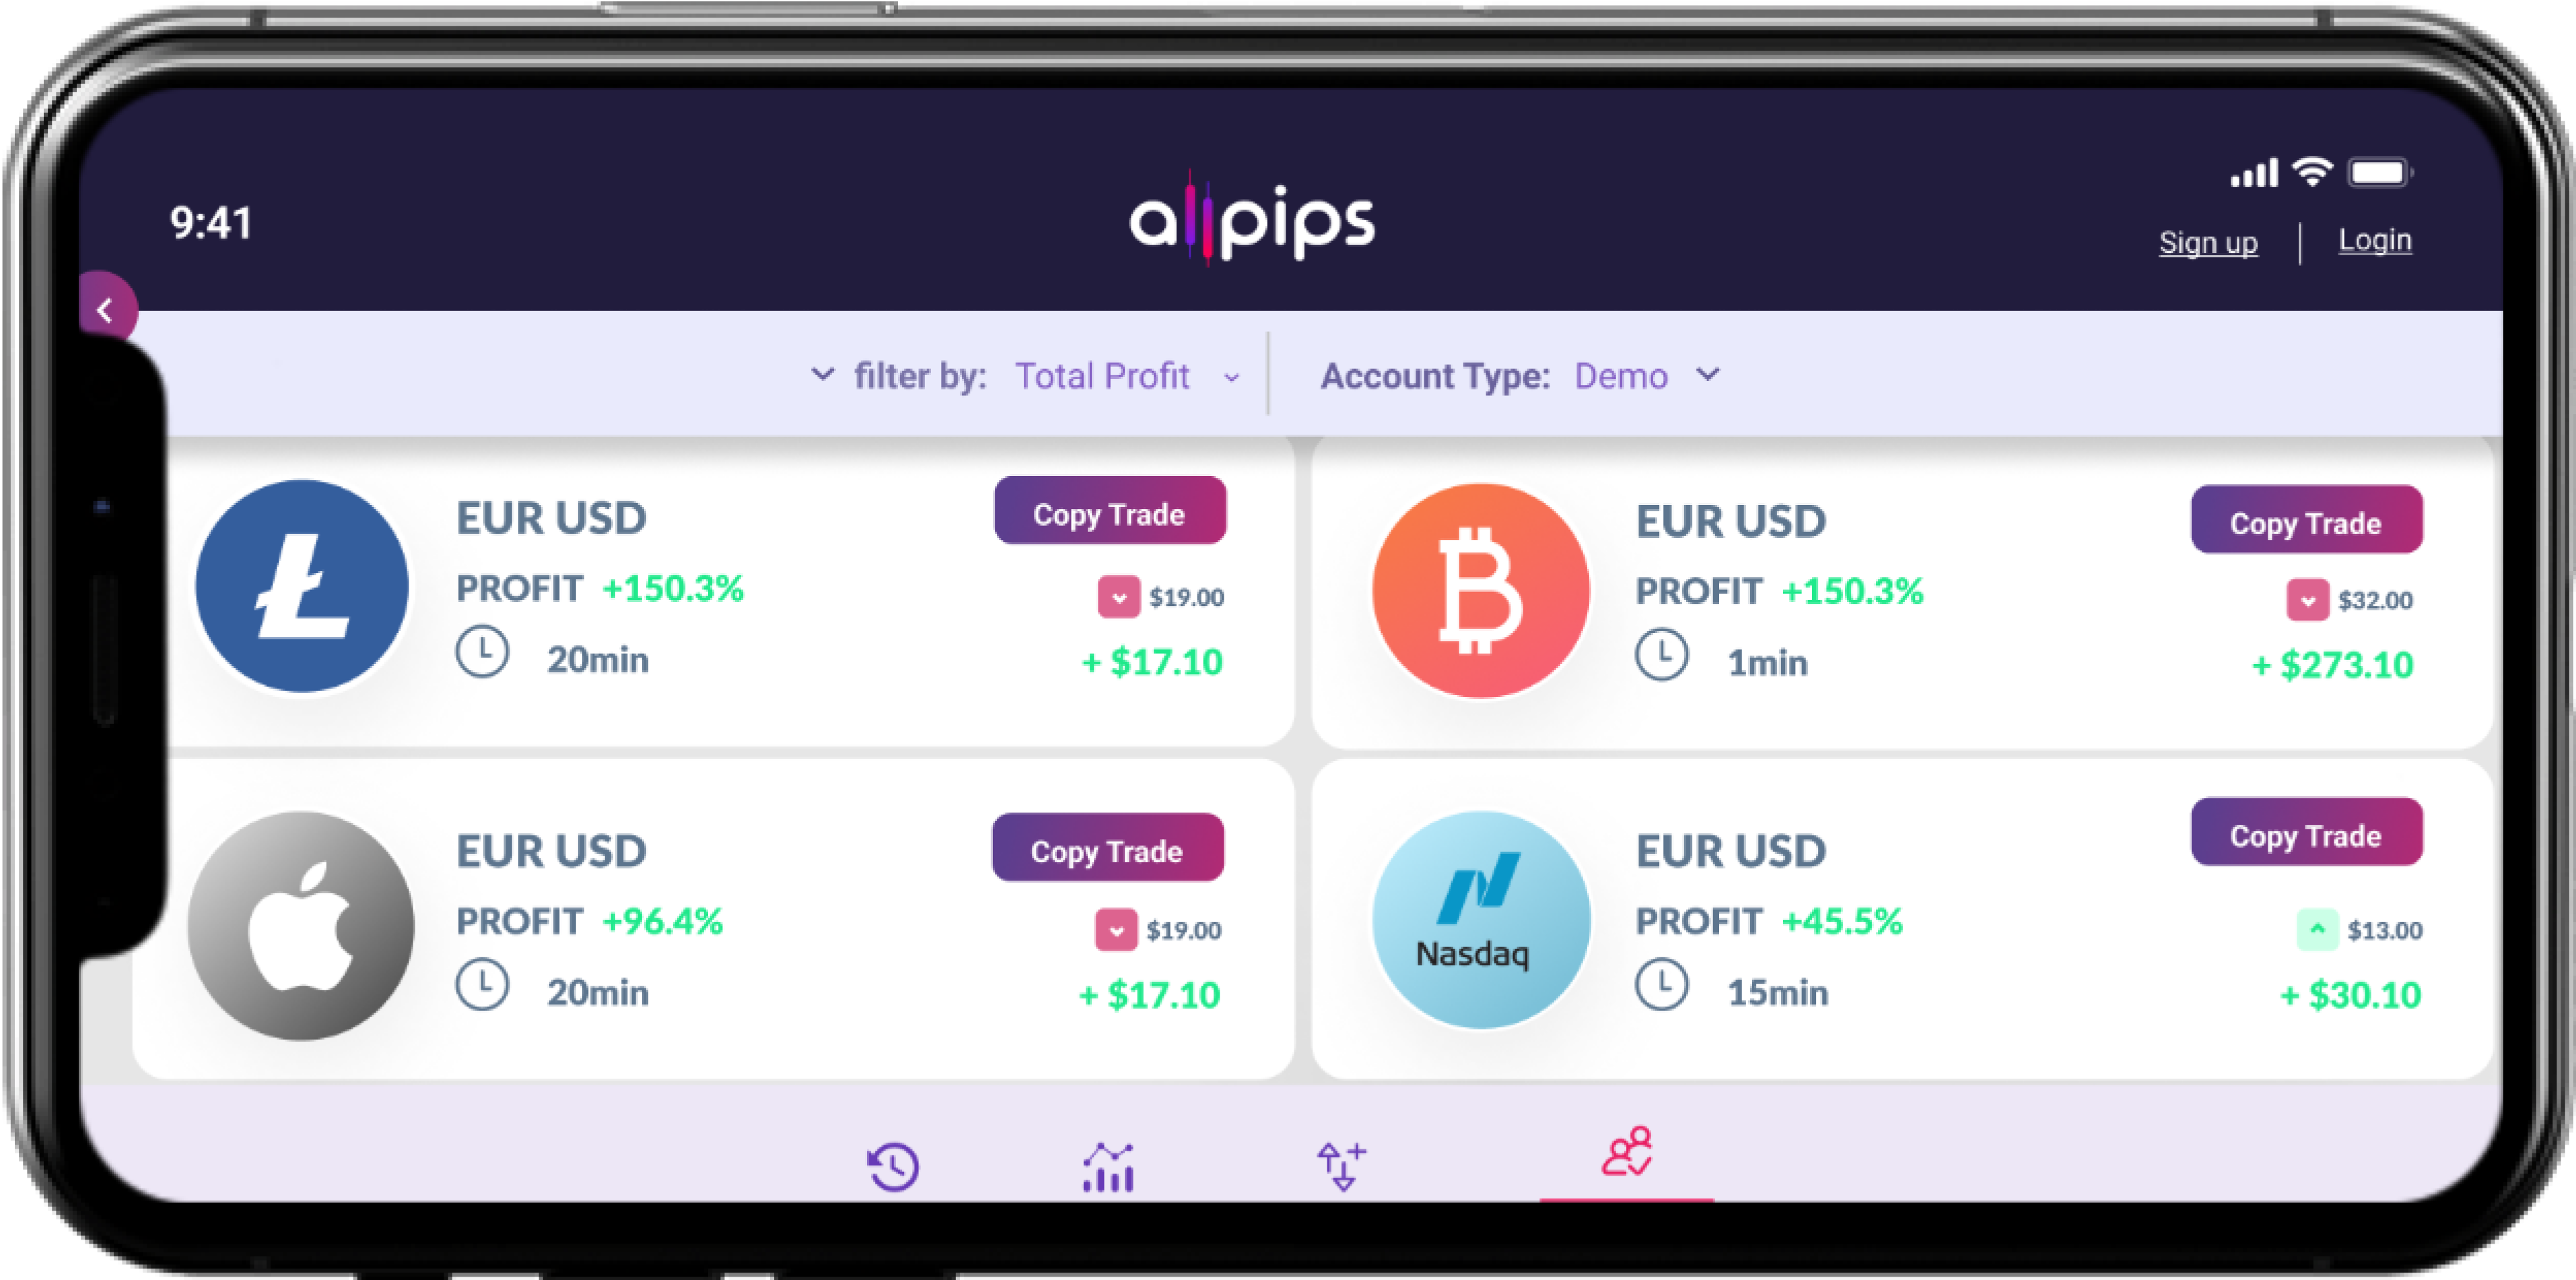 9:41
allpips
Sign up | Login
filter by: Total Profit
Account Type: Demo
EUR USD
Copy Trade
PROFIT +150.3%
$19.00
20min
+ $17.10
EUR USD
Copy Trade
PROFIT +150.3%
$32.00
1min
+ $273.10
EUR USD
Copy Trade
PROFIT +96.4%
$19.00
20min
+ $17.10
Nasdaq
EUR USD
Copy Trade
PROFIT +45.5%
$13.00
15min
+ $30.10